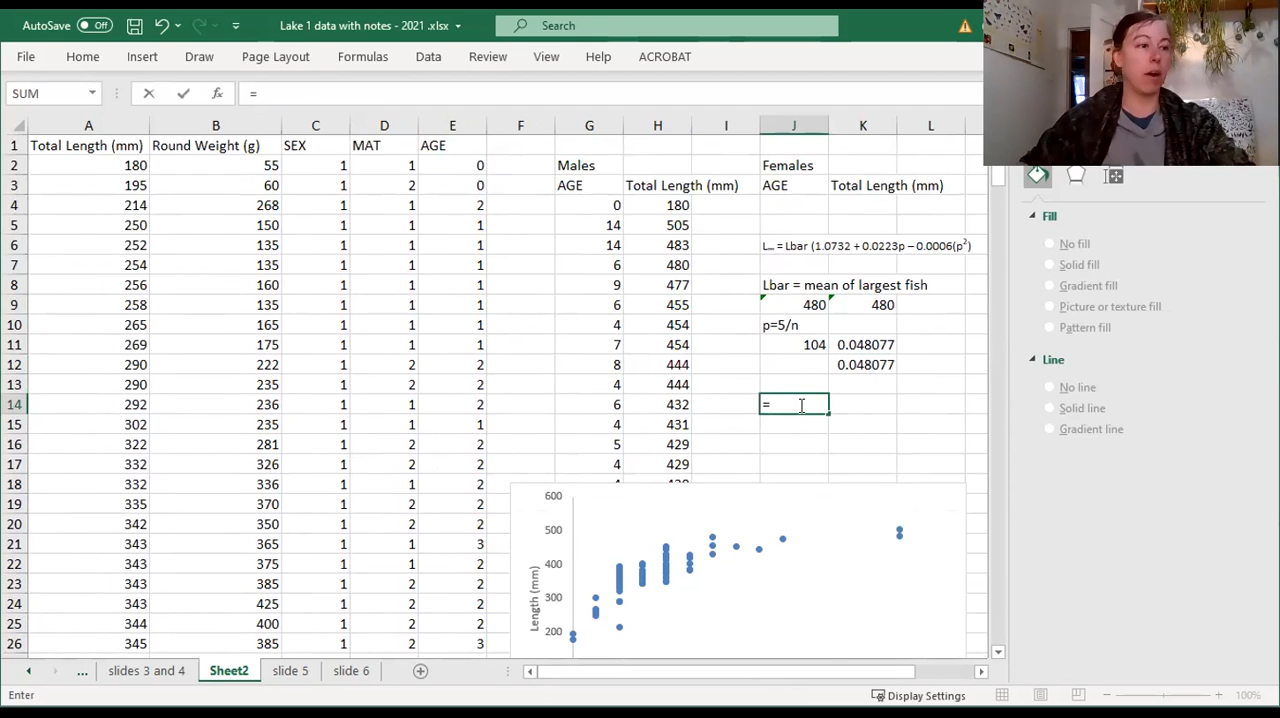 AutoSave Off Lake 1 data with notes - 2021 .xlsx Search
File Home Insert Draw Page Layout Formulas Data Review View Help ACROBAT
SUM fx =
A B C D E F G H I J K L
1 Total Length (mm) Round Weight (g) SEX MAT AGE
2 180 55 1 1 0 Males Females
3 195 60 1 2 0 AGE Total Length (mm) AGE Total Length (mm)
4 214 268 1 1 2 0 180
5 250 150 1 1 1 14 505
6 252 135 1 1 1 14 483 L∞ = Lbar (1.0732 + 0.0223p – 0.0006(p²)
7 254 135 1 1 1 6 480
8 256 160 1 1 1 9 477 Lbar = mean of largest fish
9 258 135 1 1 1 6 455 480 480
10 265 165 1 1 1 4 454 p=5/n
11 269 175 1 1 1 7 454 104 0.048077
12 290 222 1 2 2 8 444 0.048077
13 290 235 1 2 2 4 444
14 292 236 1 1 2 6 432 =
15 302 235 1 1 1 4 431
16 322 281 1 2 2 5 429
17 332 326 1 2 2 4 429
18 332 336 1 1 2
19 335 370 1 2 2
20 342 350 1 2 2
21 343 365 1 1 3
22 343 375 1 1 2
23 343 385 1 2 2
24 343 425 1 2 2
25 344 400 1 2 2
26 345 385 1 2 3
600
500
400
300
200
Length (mm)
Fill
No fill
Solid fill
Gradient fill
Picture or texture fill
Pattern fill
Line
No line
Solid line
Gradient line
... slides 3 and 4 Sheet2 slide 5 slide 6
Enter Display Settings 100%